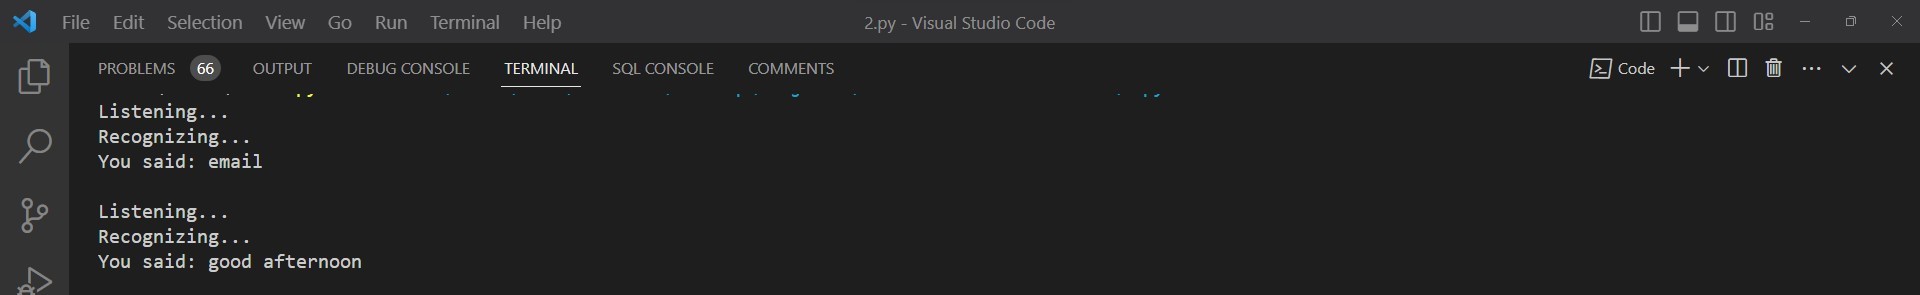 File Edit Selection View Go Run Terminal Help 2.py - Visual Studio Code
PROBLEMS 66 OUTPUT DEBUG CONSOLE TERMINAL SQL CONSOLE COMMENTS Code
Listening...
Recognizing...
You said: email
Listening...
Recognizing...
You said: good afternoon